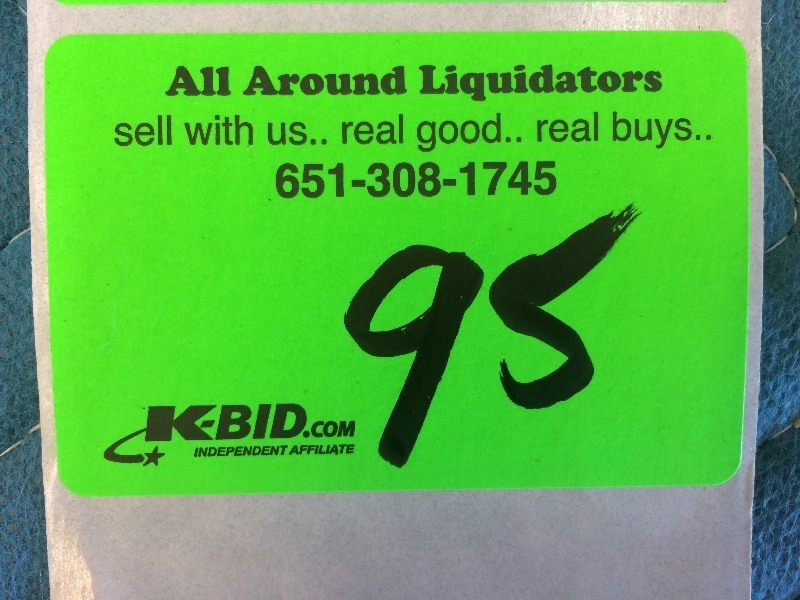 All Around Liquidators
sell with us.. real good.. real buys..
651-308-1745
95
K-BID.COM
INDEPENDENT AFFILIATE